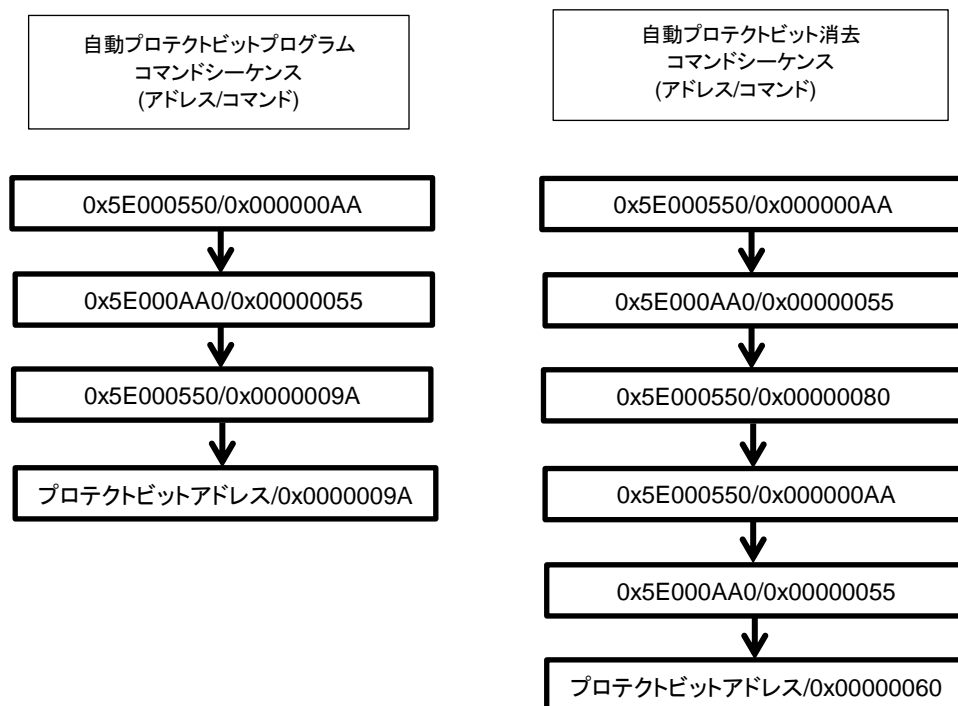 自動プロテクトビットプログラム
コマンドシーケンス
(アドレス/コマンド)
0x5E000550/0x000000AA
0x5E000AA0/0x00000055
0x5E000550/0x0000009A
プロテクトビットアドレス/0x0000009A
自動プロテクトビット消去
コマンドシーケンス
(アドレス/コマンド)
0x5E000550/0x000000AA
0x5E000AA0/0x00000055
0x5E000550/0x00000080
0x5E000550/0x000000AA
0x5E000AA0/0x00000055
プロテクトビットアドレス/0x00000060